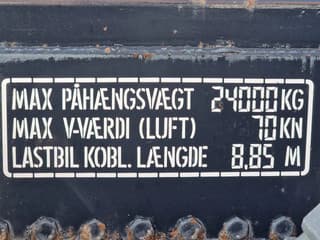 MAX PÅHÆNGSVÆGT 24000 KG
MAX V-VÆRDI (LUFT) 70 KN
LASTBIL KOBL. LÆNGDE 8,85 M